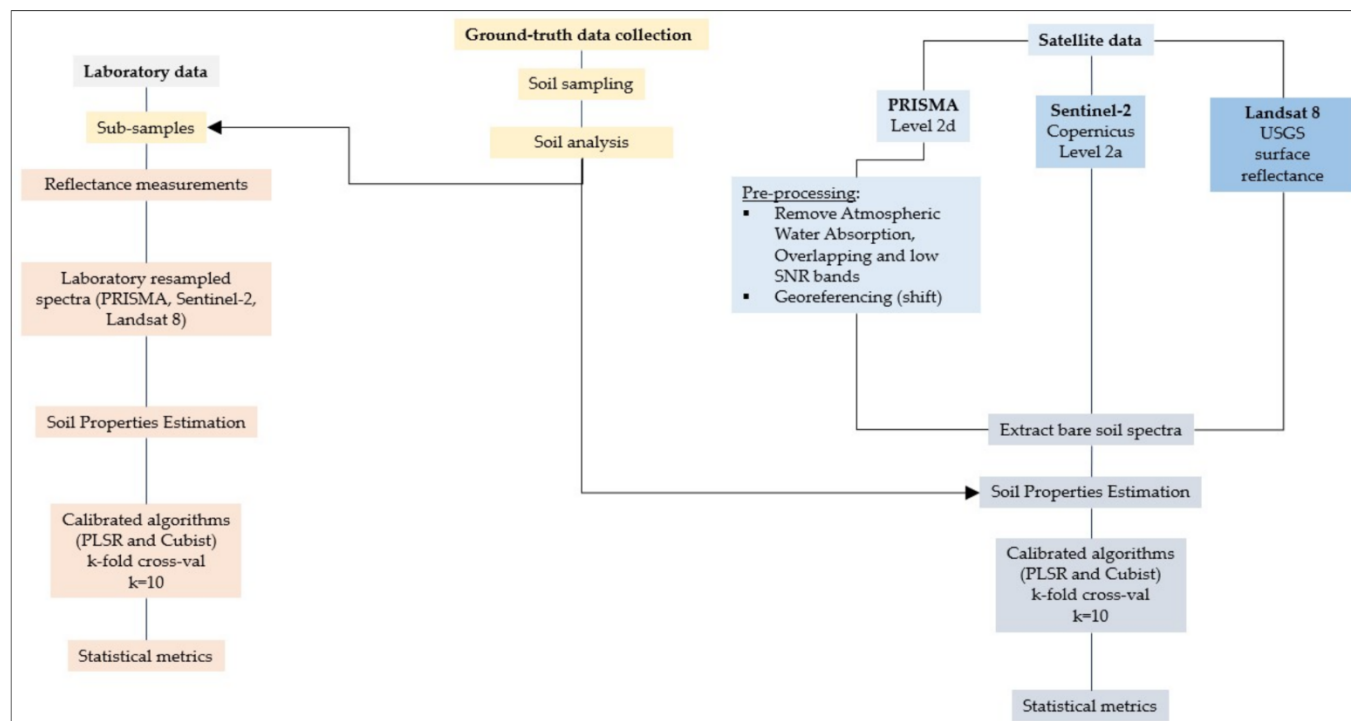 Ground-truth data collection
Soil sampling
Soil analysis
Laboratory data
Sub-samples
Reflectance measurements
Laboratory resampled
spectra (PRISMA, Sentinel-2,
Landsat 8)
Soil Properties Estimation
Calibrated algorithms
(PLSR and Cubist)
k-fold cross-val
k=10
Statistical metrics
Satellite data
PRISMA
Level 2d
Sentinel-2
Copernicus
Level 2a
Landsat 8
USGS
surface
reflectance
Pre-processing:
▪ Remove Atmospheric
Water Absorption,
Overlapping and low
SNR bands
▪ Georeferencing (shift)
Extract bare soil spectra
Soil Properties Estimation
Calibrated algorithms
(PLSR and Cubist)
k-fold cross-val
k=10
Statistical metrics